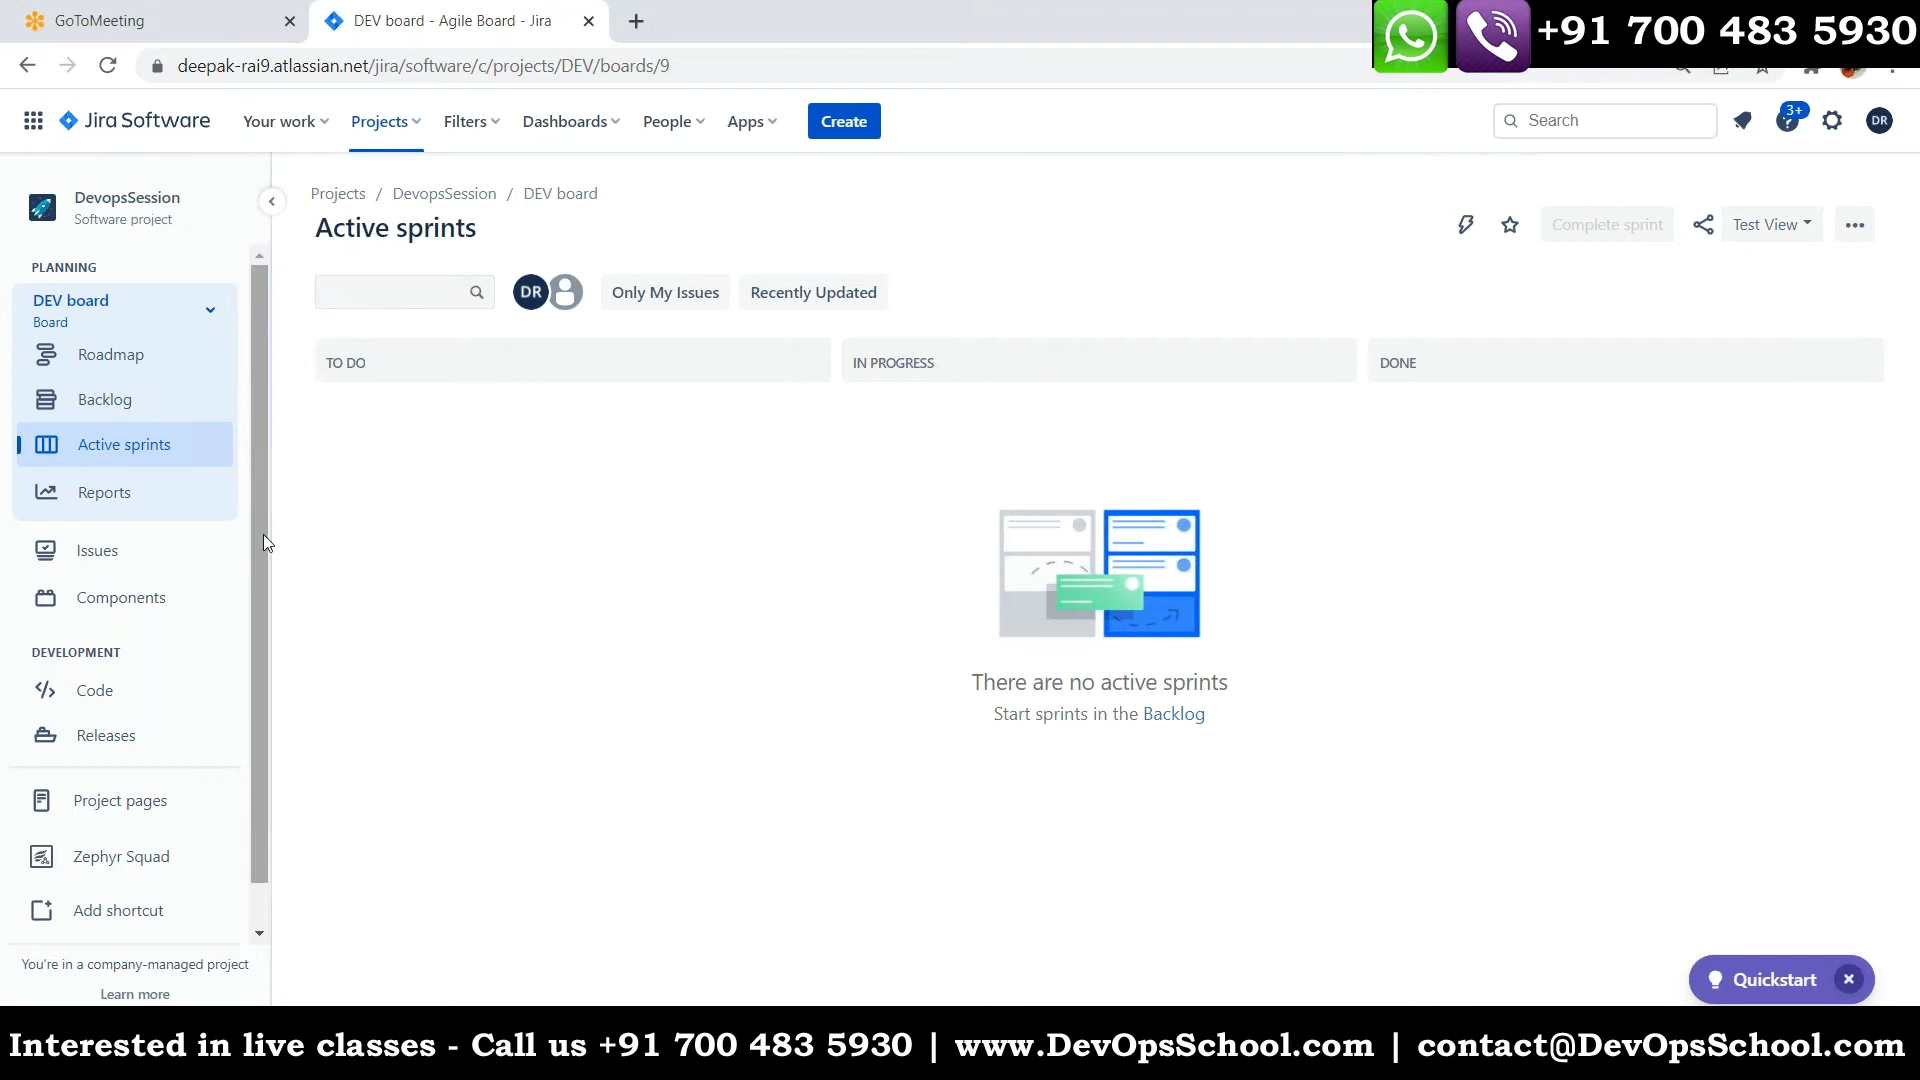 GoToMeeting
DEV board - Agile Board - Jira
+91 700 483 5930
deepak-rai9.atlassian.net/jira/software/c/projects/DEV/boards/9
Jira Software
Your work
Projects
Filters
Dashboards
People
Apps
Create
Search
3+
DR
DevopsSession
Software project
Projects / DevopsSession / DEV board
Active sprints
Complete sprint
Test View
PLANNING
DEV board
Board
Roadmap
Backlog
Active sprints
Reports
Issues
Components
DEVELOPMENT
Code
Releases
Project pages
Zephyr Squad
Add shortcut
You're in a company-managed project
Learn more
DR
Only My Issues
Recently Updated
TO DO
IN PROGRESS
DONE
There are no active sprints
Start sprints in the Backlog
Quickstart
Interested in live classes - Call us +91 700 483 5930 | www.DevOpsSchool.com | contact@DevOpsSchool.com